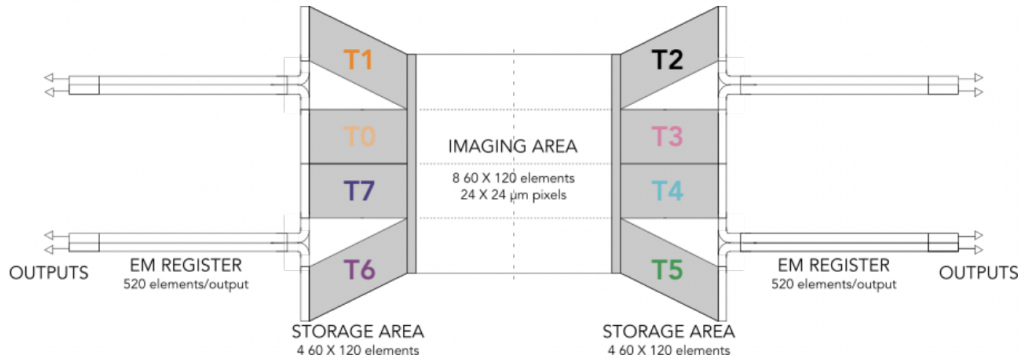 T1
T2
T0
IMAGING AREA
T3
8 60 X 120 elements
24 X 24 µm pixels
T7
T4
OUTPUTS
EM REGISTER
520 elements/output
T6
T5
EM REGISTER
520 elements/output
OUTPUTS
STORAGE AREA
4 60 X 120 elements
STORAGE AREA
4 60 X 120 elements